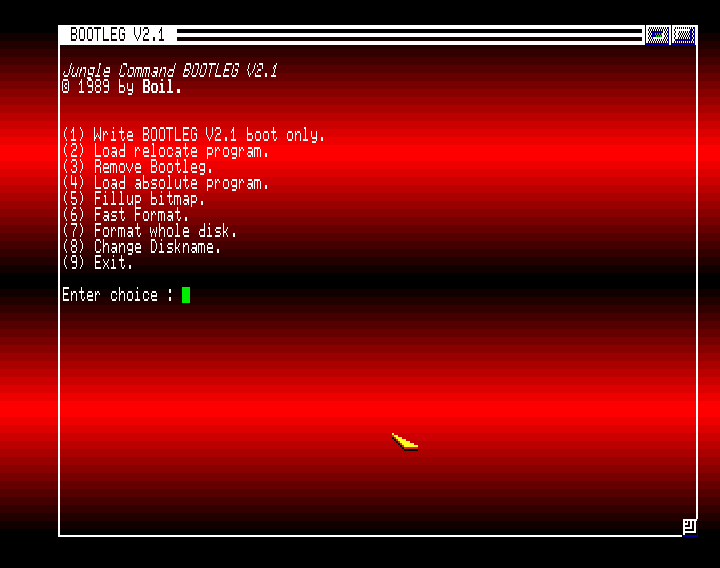 BOOTLEG V2.1
Jungle Command BOOTLEG V2.1
© 1989 by Boil.
(1) Write BOOTLEG V2.1 boot only.
(2) Load relocate program.
(3) Remove Bootleg.
(4) Load absolute program.
(5) Fillup bitmap.
(6) Fast Format.
(7) Format whole disk.
(8) Change Diskname.
(9) Exit.
Enter choice :